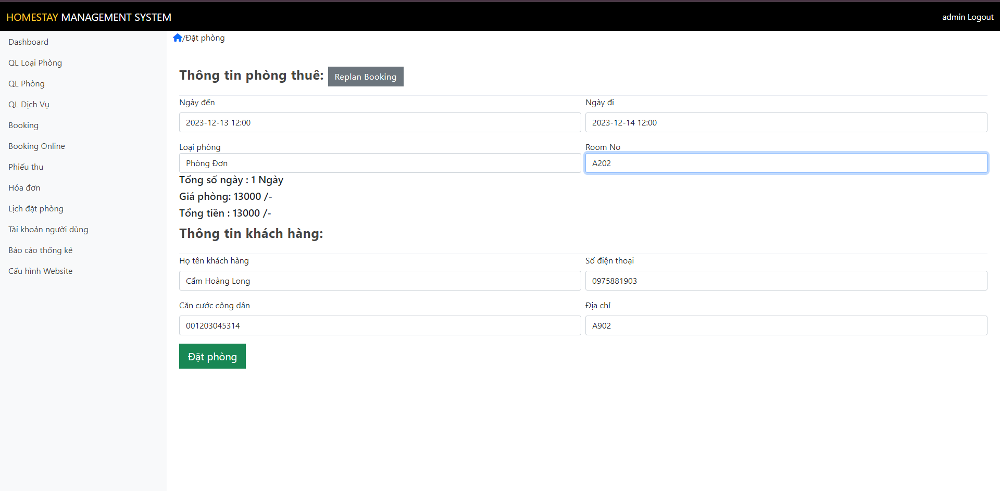 HOMESTAY MANAGEMENT SYSTEM
admin Logout
Dashboard
QL Loại Phòng
QL Phòng
QL Dịch Vụ
Booking
Booking Online
Phiếu thu
Hóa đơn
Lịch đặt phòng
Tài khoản người dùng
Báo cáo thống kê
Cấu hình Website
/Đặt phòng
Thông tin phòng thuê: Replan Booking
Ngày đến
Ngày đi
2023-12-13 12:00
2023-12-14 12:00
Loại phòng
Room No
Phòng Đơn
A202
Tổng số ngày : 1 Ngày
Giá phòng: 13000 /-
Tổng tiền : 13000 /-
Thông tin khách hàng:
Họ tên khách hàng
Số điện thoại
Cẩm Hoàng Long
0975881903
Căn cước công dân
Địa chỉ
001203045314
A902
Đặt phòng